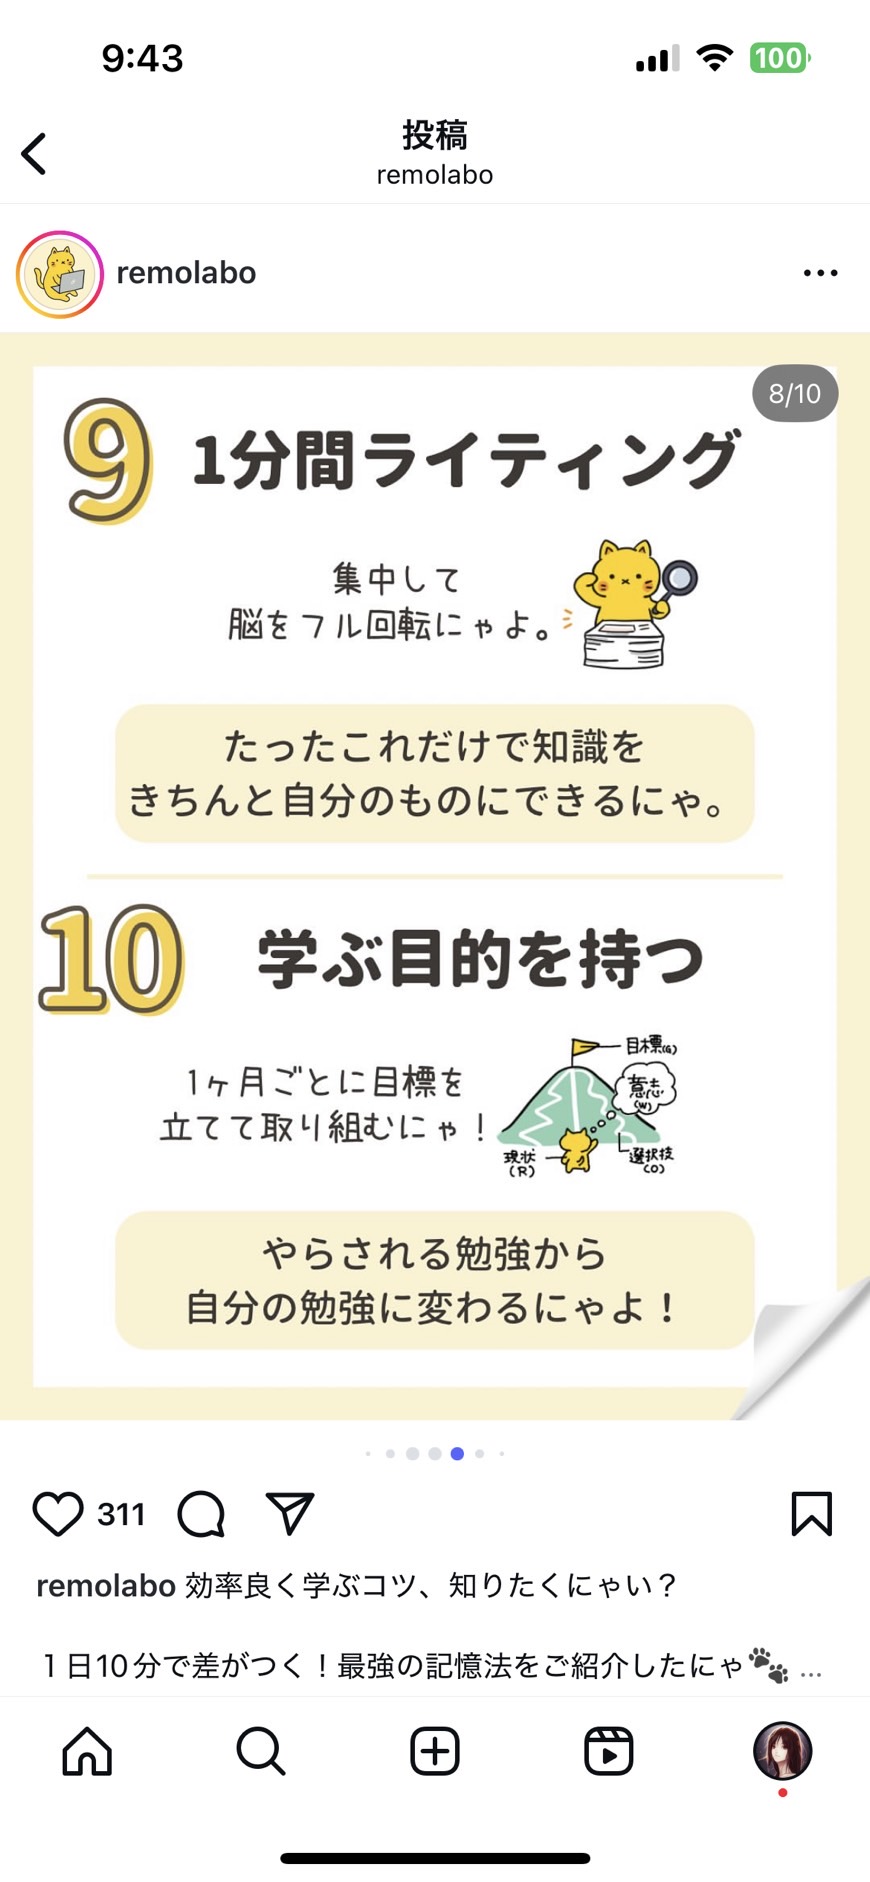 9:43
100
投稿
remolabo
remolabo
8/10
9 1分間ライティング
集中して
脳をフル回転にゃよ。
たったこれだけで知識を
きちんと自分のものにできるにゃ。
10 学ぶ目的を持つ
1ヶ月ごとに目標を
立てて取り組むにゃ！
目標(G)
意志
(W)
現状
(R)
選択技
(O)
やらされる勉強から
自分の勉強に変わるにゃよ！
311
remolabo 効率良く学ぶコツ、知りたくにゃい？
１日10分で差がつく！最強の記憶法をご紹介したにゃ🐾 ...